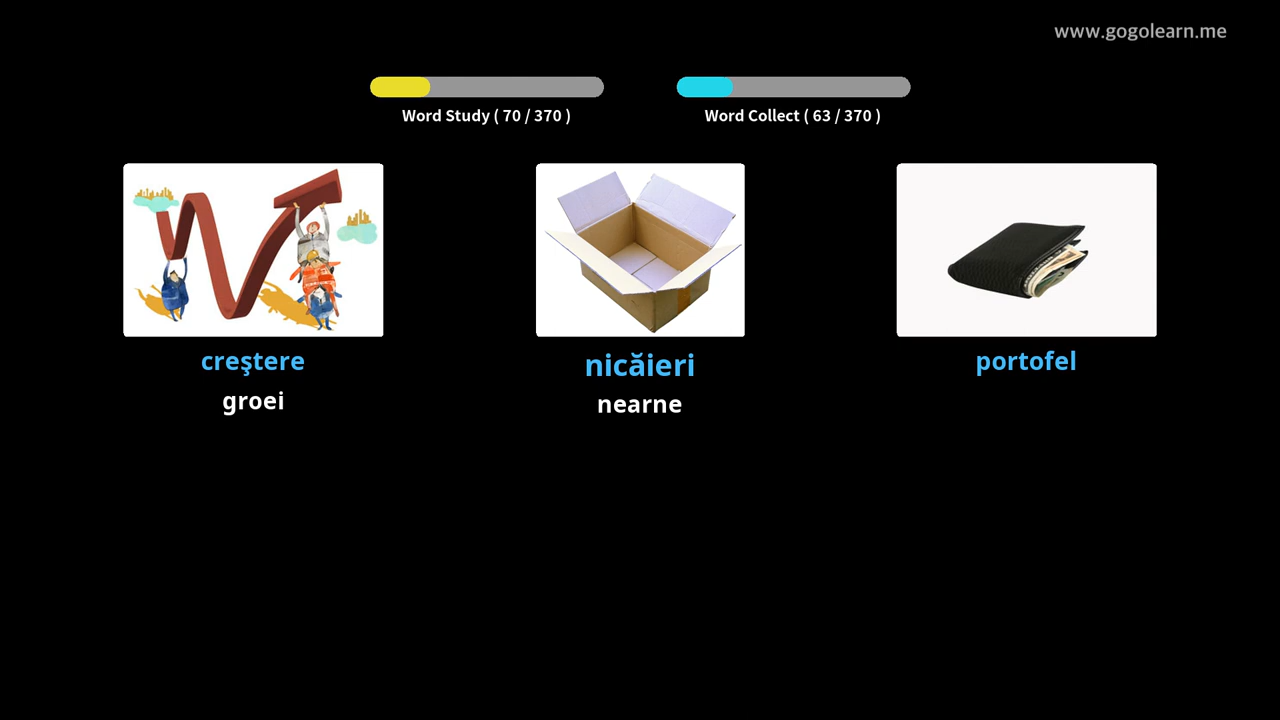 www.gogolearn.me
Word Study ( 70 / 370 )
Word Collect ( 63 / 370 )
creştere
nicăieri
portofel
groei
nearne